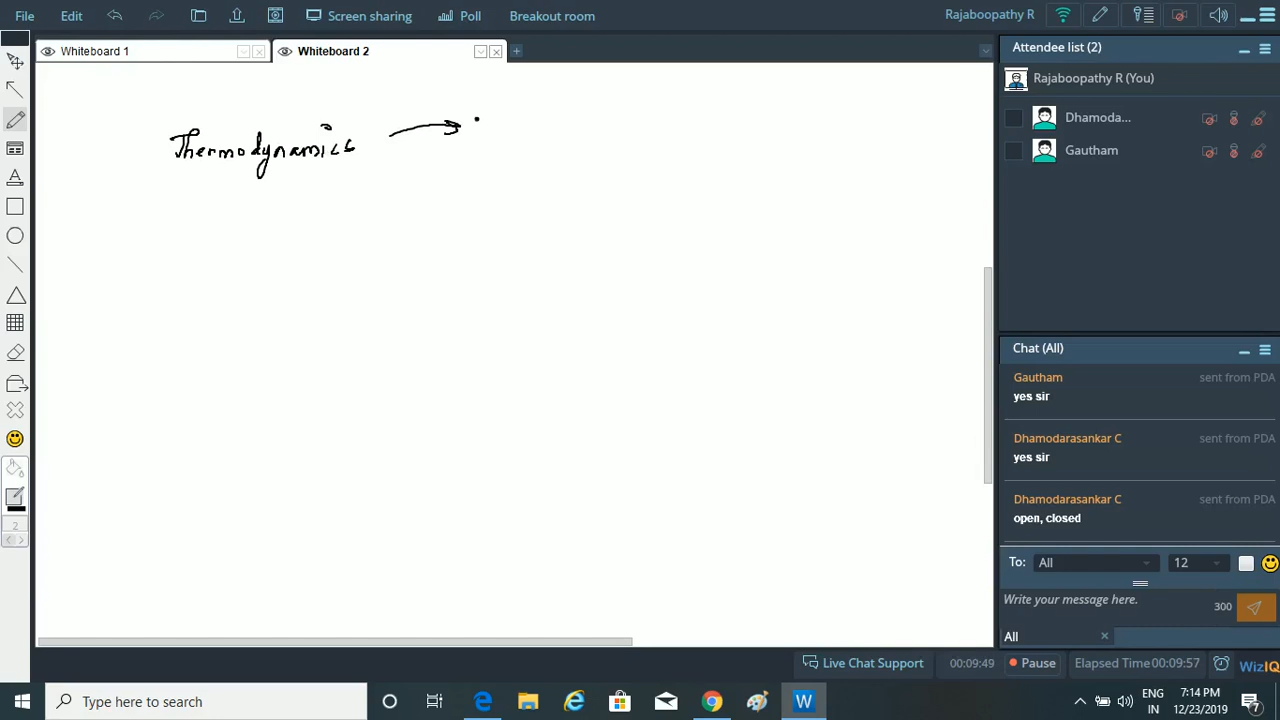 File Edit Screen sharing Poll Breakout room Rajaboopathy R
Whiteboard 1 Whiteboard 2
Attendee list (2)
Rajaboopathy R (You)
Dhamoda...
Gautham
Thermodynamics
Chat (All)
Gautham sent from PDA
yes sir
Dhamodarasankar C sent from PDA
yes sir
Dhamodarasankar C sent from PDA
open, closed
2
To: All 12
Write your message here. 300
All
Live Chat Support 00:09:49 Pause Elapsed Time 00:09:57 WizIQ
Type here to search
ENG 7:14 PM
IN 12/23/2019 7